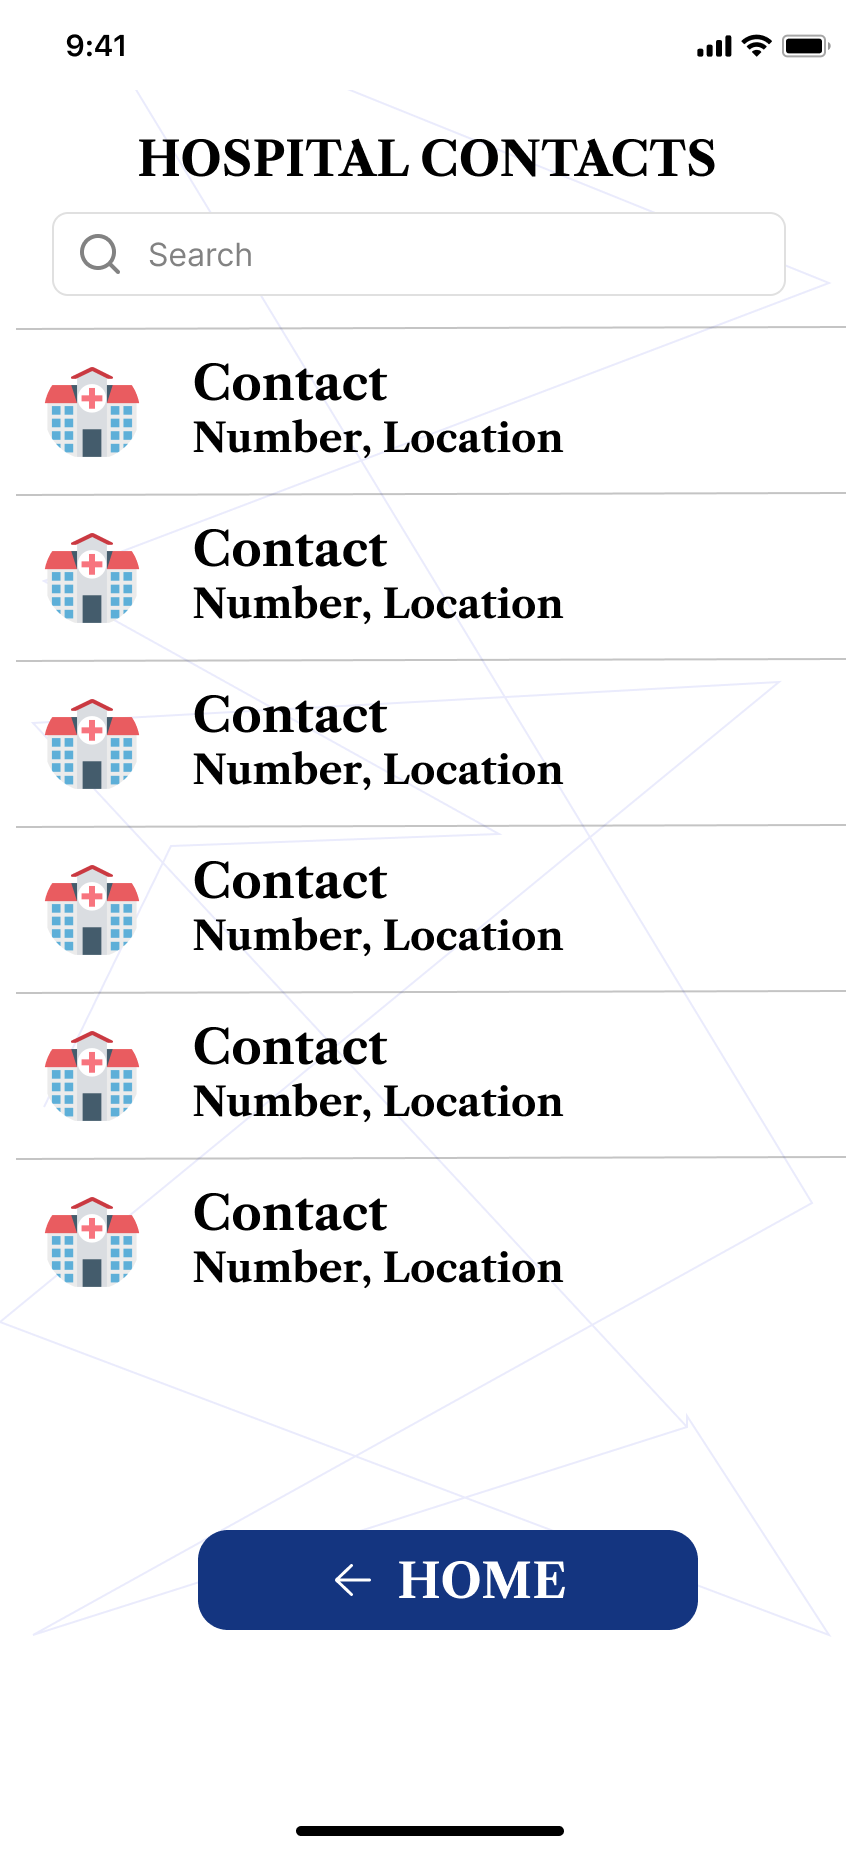 9:41
HOSPITAL CONTACTS
Search
Contact
Number, Location
Contact
Number, Location
Contact
Number, Location
Contact
Number, Location
Contact
Number, Location
Contact
Number, Location
HOME